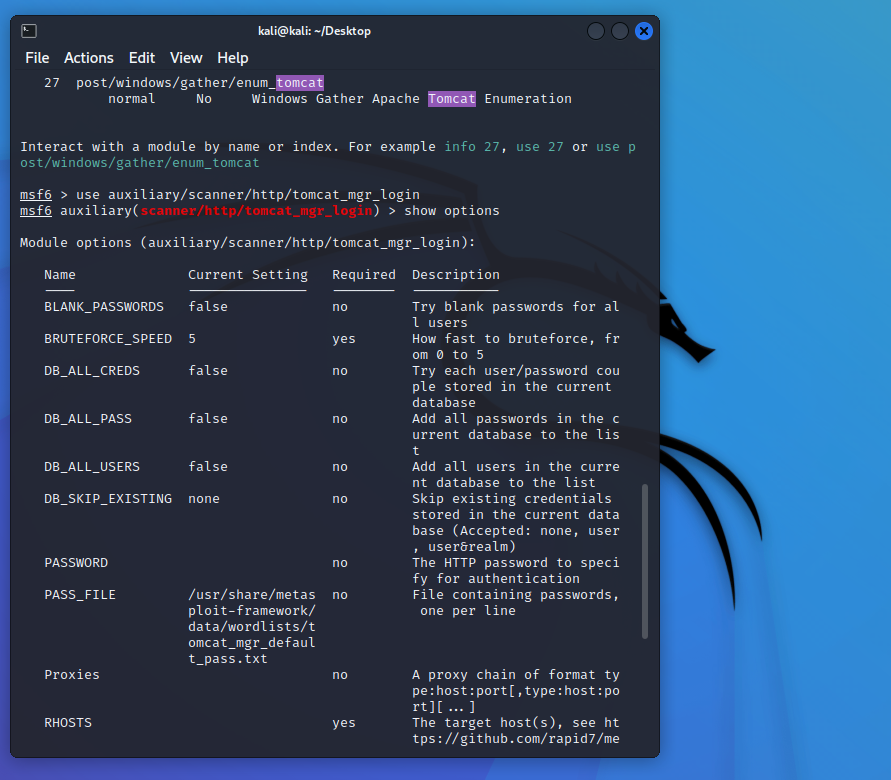 kali@kali: ~/Desktop
File Actions Edit View Help
27 post/windows/gather/enum_tomcat
normal No Windows Gather Apache Tomcat Enumeration
Interact with a module by name or index. For example info 27, use 27 or use p
ost/windows/gather/enum_tomcat
msf6 > use auxiliary/scanner/http/tomcat_mgr_login
msf6 auxiliary(scanner/http/tomcat_mgr_login) > show options
Module options (auxiliary/scanner/http/tomcat_mgr_login):
Name Current Setting Required Description
BLANK_PASSWORDS false no Try blank passwords for al
l users
BRUTEFORCE_SPEED 5 yes How fast to bruteforce, fr
om 0 to 5
DB_ALL_CREDS false no Try each user/password cou
ple stored in the current
database
DB_ALL_PASS false no Add all passwords in the c
urrent database to the lis
t
DB_ALL_USERS false no Add all users in the curre
nt database to the list
DB_SKIP_EXISTING none no Skip existing credentials
stored in the current data
base (Accepted: none, user
, user&realm)
PASSWORD no The HTTP password to speci
fy for authentication
PASS_FILE /usr/share/metas no File containing passwords,
ploit-framework/ one per line
data/wordlists/t
omcat_mgr_defaul
t_pass.txt
Proxies no A proxy chain of format ty
pe:host:port[,type:host:po
rt][...]
RHOSTS yes The target host(s), see ht
tps://github.com/rapid7/me